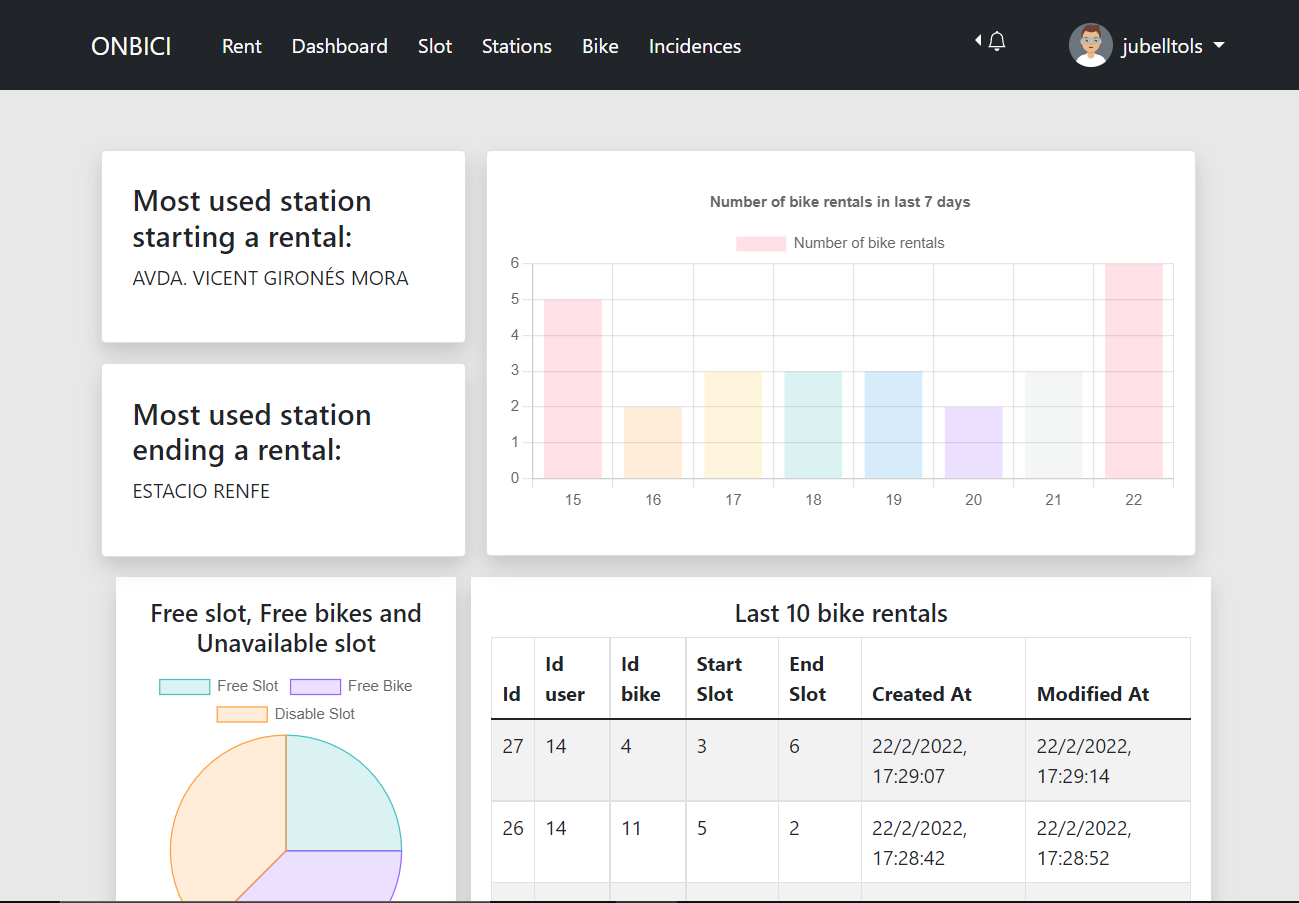 ONBICI Rent Dashboard Slot Stations Bike Incidences jubelltols
Most used station
starting a rental:
AVDA. VICENT GIRONÉS MORA
Most used station
ending a rental:
ESTACIO RENFE
Number of bike rentals in last 7 days
Number of bike rentals
6
5
4
3
2
1
0
15 16 17 18 19 20 21 22
Free slot, Free bikes and
Unavailable slot
Free Slot Free Bike
Disable Slot
Last 10 bike rentals
Id Id user Id bike Start Slot End Slot Created At Modified At
27 14 4 3 6 22/2/2022, 17:29:07 22/2/2022, 17:29:14
26 14 11 5 2 22/2/2022, 17:28:42 22/2/2022, 17:28:52